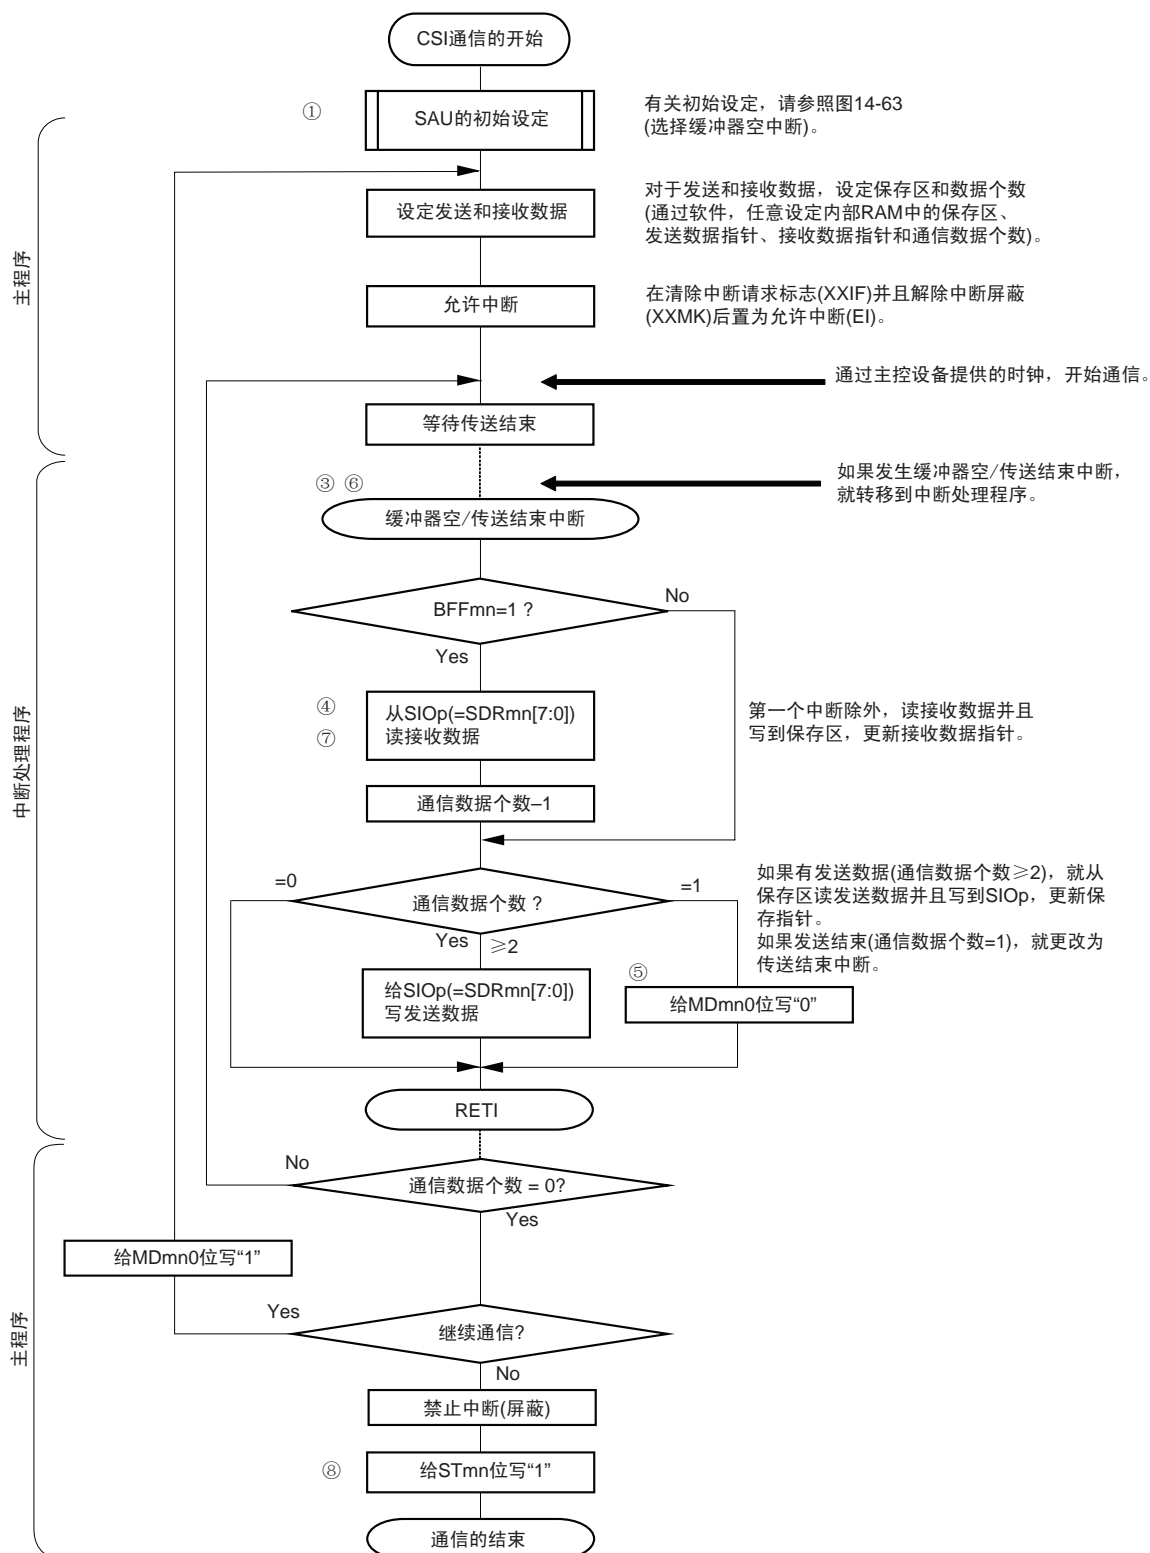 CSI通信的开始
①
SAU的初始设定
有关初始设定，请参照图14-63
(选择缓冲器空中断)。
主程序
设定发送和接收数据
对于发送和接收数据，设定保存区和数据个数
(通过软件，任意设定内部RAM中的保存区、
发送数据指针、接收数据指针和通信数据个数)。
允许中断
在清除中断请求标志(XXIF)并且解除中断屏蔽
(XXMK)后置为允许中断(EI)。
通过主控设备提供的时钟，开始通信。
等待传送结束
③ ⑥
如果发生缓冲器空/传送结束中断，
就转移到中断处理程序。
缓冲器空/传送结束中断
中断处理程序
BFFmn=1 ?
No
Yes
④
⑦
从SIOp(=SDRmn[7:0])
读接收数据
第一个中断除外，读接收数据并且
写到保存区，更新接收数据指针。
通信数据个数–1
=0
通信数据个数 ?
=1
Yes
≥2
如果有发送数据(通信数据个数≥2)，就从
保存区读发送数据并且写到SIOp，更新保
存指针。
如果发送结束(通信数据个数=1)，就更改为
传送结束中断。
给SIOp(=SDRmn[7:0])
写发送数据
⑤
给MDmn0位写“0”
RETI
No
通信数据个数 = 0?
Yes
给MDmn0位写“1”
主程序
Yes
继续通信?
No
禁止中断(屏蔽)
⑧
给STmn位写“1”
通信的结束